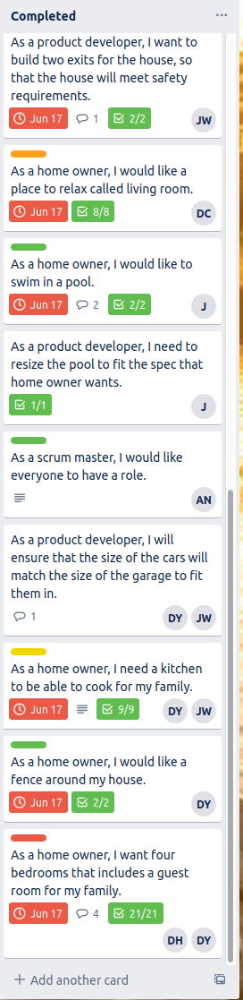 Completed
As a product developer, I want to
build two exits for the house, so
that the house will meet safety
requirements.
Jun 17 1 2/2 JW
As a home owner, I would like a
place to relax called living room.
Jun 17 8/8 DC
As a home owner, I would like to
swim in a pool.
Jun 17 2 2/2 J
As a product developer, I need to
resize the pool to fit the spec that
home owner wants.
1/1 J
As a scrum master, I would like
everyone to have a role.
AN
As a product developer, I will
ensure that the size of the cars will
match the size of the garage to fit
them in.
1 DY JW
As a home owner, I need a kitchen
to be able to cook for my family.
Jun 17 9/9 DY JW
As a home owner, I would like a
fence around my house.
Jun 17 2/2 DY
As a home owner, I want four
bedrooms that includes a guest
room for my family.
Jun 17 4 21/21
DH DY
+ Add another card